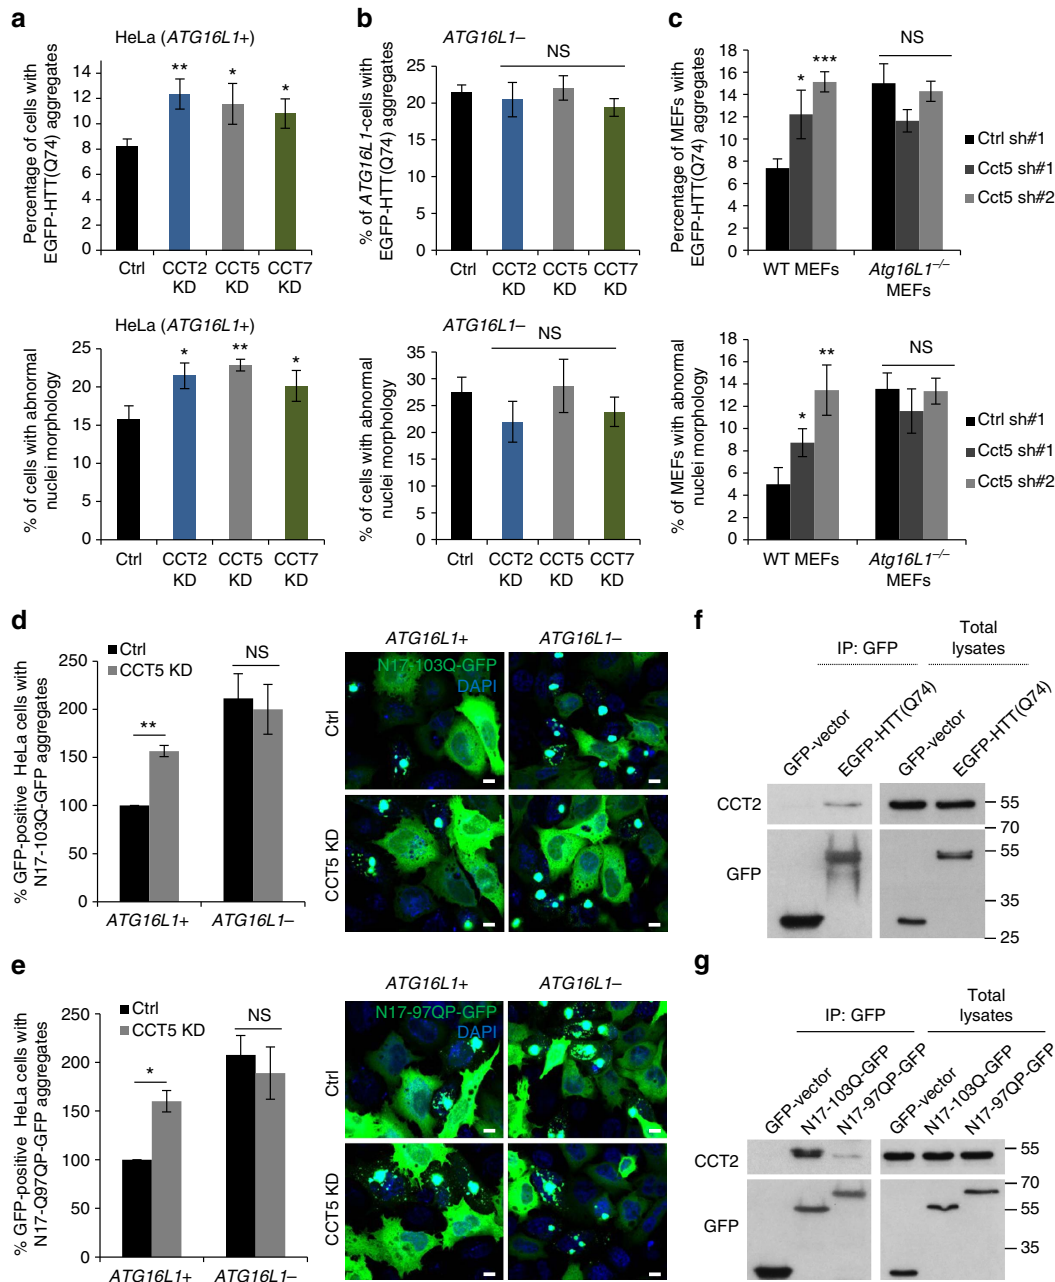 a
HeLa (ATG16L1+)
Percentage of cells with
EGFP-HTT(Q74) aggregates
14
12
10
8
6
4
2
0
**
*
*
Ctrl
CCT2 KD
CCT5 KD
CCT7 KD
HeLa (ATG16L1+)
% of cells with abnormal
nuclei morphology
25
20
15
10
5
0
*
**
*
Ctrl
CCT2 KD
CCT5 KD
CCT7 KD
b
ATG16L1–
NS
% of ATG16L1-cells with
EGFP-HTT(Q74) aggregates
25
20
15
10
5
0
Ctrl
CCT2 KD
CCT5 KD
CCT7 KD
ATG16L1–
NS
% of cells with abnormal
nuclei morphology
35
30
25
20
15
10
5
0
Ctrl
CCT2 KD
CCT5 KD
CCT7 KD
c
NS
Percentage of MEFs with
EGFP-HTT(Q74) aggregates
18
16
14
12
10
8
6
4
2
0
*
***
WT MEFs
Atg16L1–/– MEFs
Ctrl sh#1
Cct5 sh#1
Cct5 sh#2
NS
% of MEFs with abnormal
nuclei morphology
18
16
14
12
10
8
6
4
2
0
*
**
WT MEFs
Atg16L1–/– MEFs
Ctrl sh#1
Cct5 sh#1
Cct5 sh#2
d
Ctrl
CCT5 KD
NS
**
% GFP-positive HeLa cells with
N17-103Q-GFP aggregates
250
200
150
100
50
0
ATG16L1+
ATG16L1–
ATG16L1+
ATG16L1–
N17-103Q-GFP
DAPI
Ctrl
CCT5 KD
e
Ctrl
CCT5 KD
NS
*
% GFP-positive HeLa cells with
N17-Q97QP-GFP aggregates
250
200
150
100
50
0
ATG16L1+
ATG16L1–
ATG16L1+
ATG16L1–
N17-97QP-GFP
DAPI
Ctrl
CCT5 KD
f
IP: GFP
Total
lysates
GFP-vector
EGFP-HTT(Q74)
GFP-vector
EGFP-HTT(Q74)
CCT2
GFP
55
70
55
35
25
g
IP: GFP
Total
lysates
GFP-vector
N17-103Q-GFP
N17-97QP-GFP
GFP-vector
N17-103Q-GFP
N17-97QP-GFP
CCT2
GFP
55
70
55
35